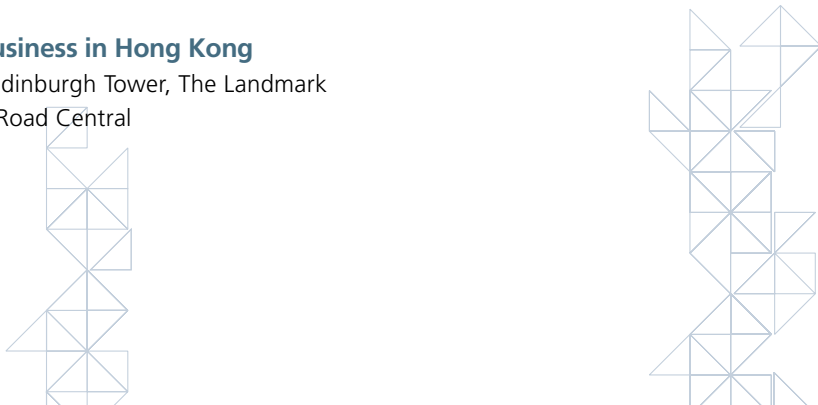 usiness in Hong Kong
dinburgh Tower, The Landmark
Road Central